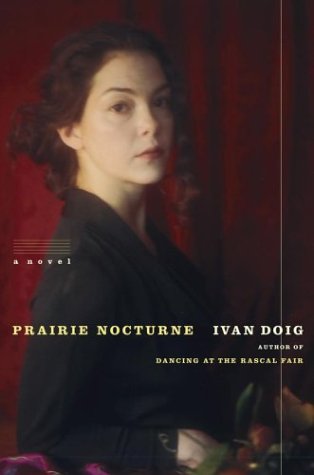 a novel
PRAIRIE NOCTURNE IVAN DOIG
AUTHOR OF
DANCING AT THE RASCAL FAIR